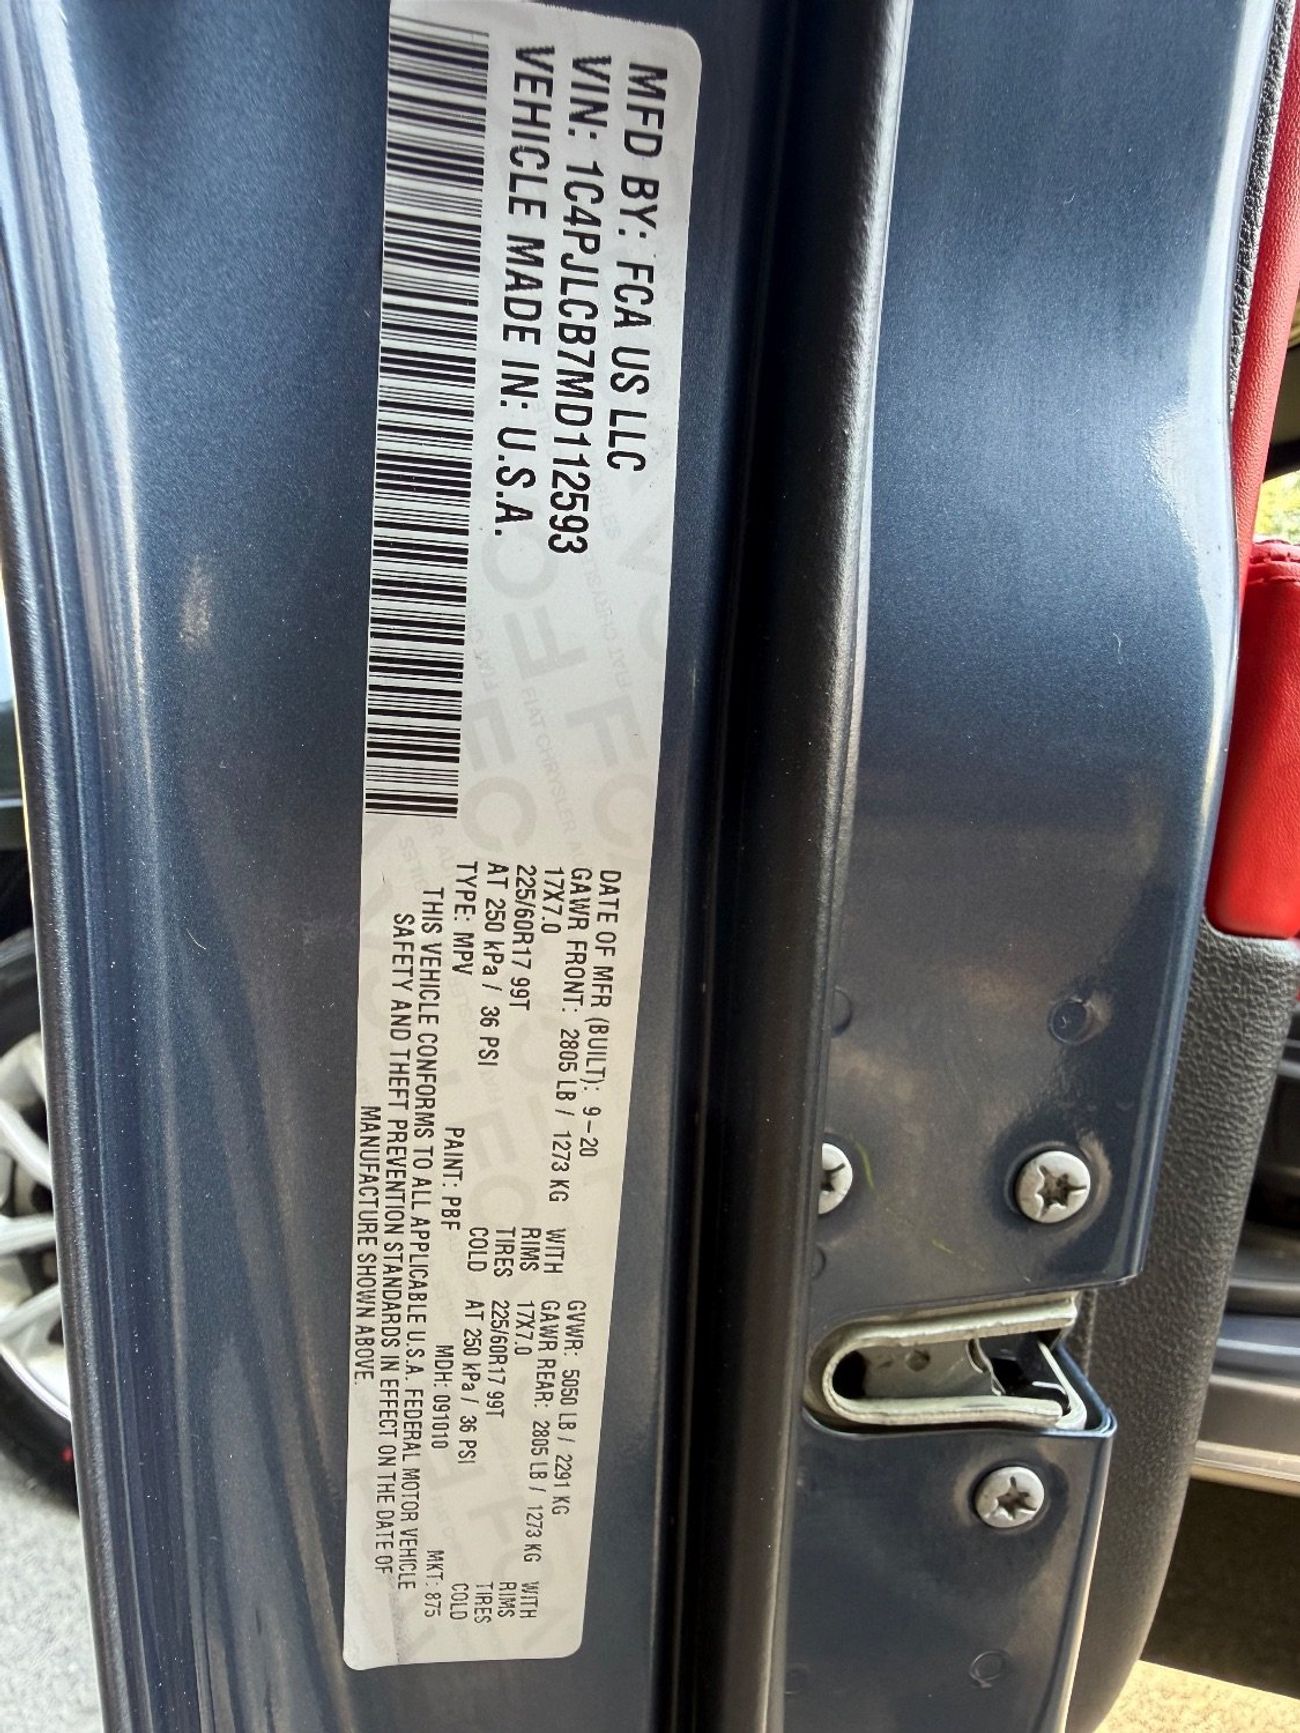 MFD BY: FCA US LLC
VIN: 1C4PJLCB7MD112593
VEHICLE MADE IN: U.S.A.
DATE OF MFR (BUILT): 9-20 GVWR: 5050 LB / 2291 KG
GAWR FRONT: 2805 LB / 1273 KG WITH GAWR REAR: 2805 LB / 1273 KG WITH
17X7.0 RIMS 17X7.0 RIMS
225/60R17 99T TIRES 225/60R17 99T TIRES
AT 250 kPa / 36 PSI COLD AT 250 kPa / 36 PSI COLD
TYPE: MPV PAINT: PBF MDH: 091010 MKT: 875
THIS VEHICLE CONFORMS TO ALL APPLICABLE U.S.A. FEDERAL MOTOR VEHICLE
SAFETY AND THEFT PREVENTION STANDARDS IN EFFECT ON THE DATE OF
MANUFACTURE SHOWN ABOVE.